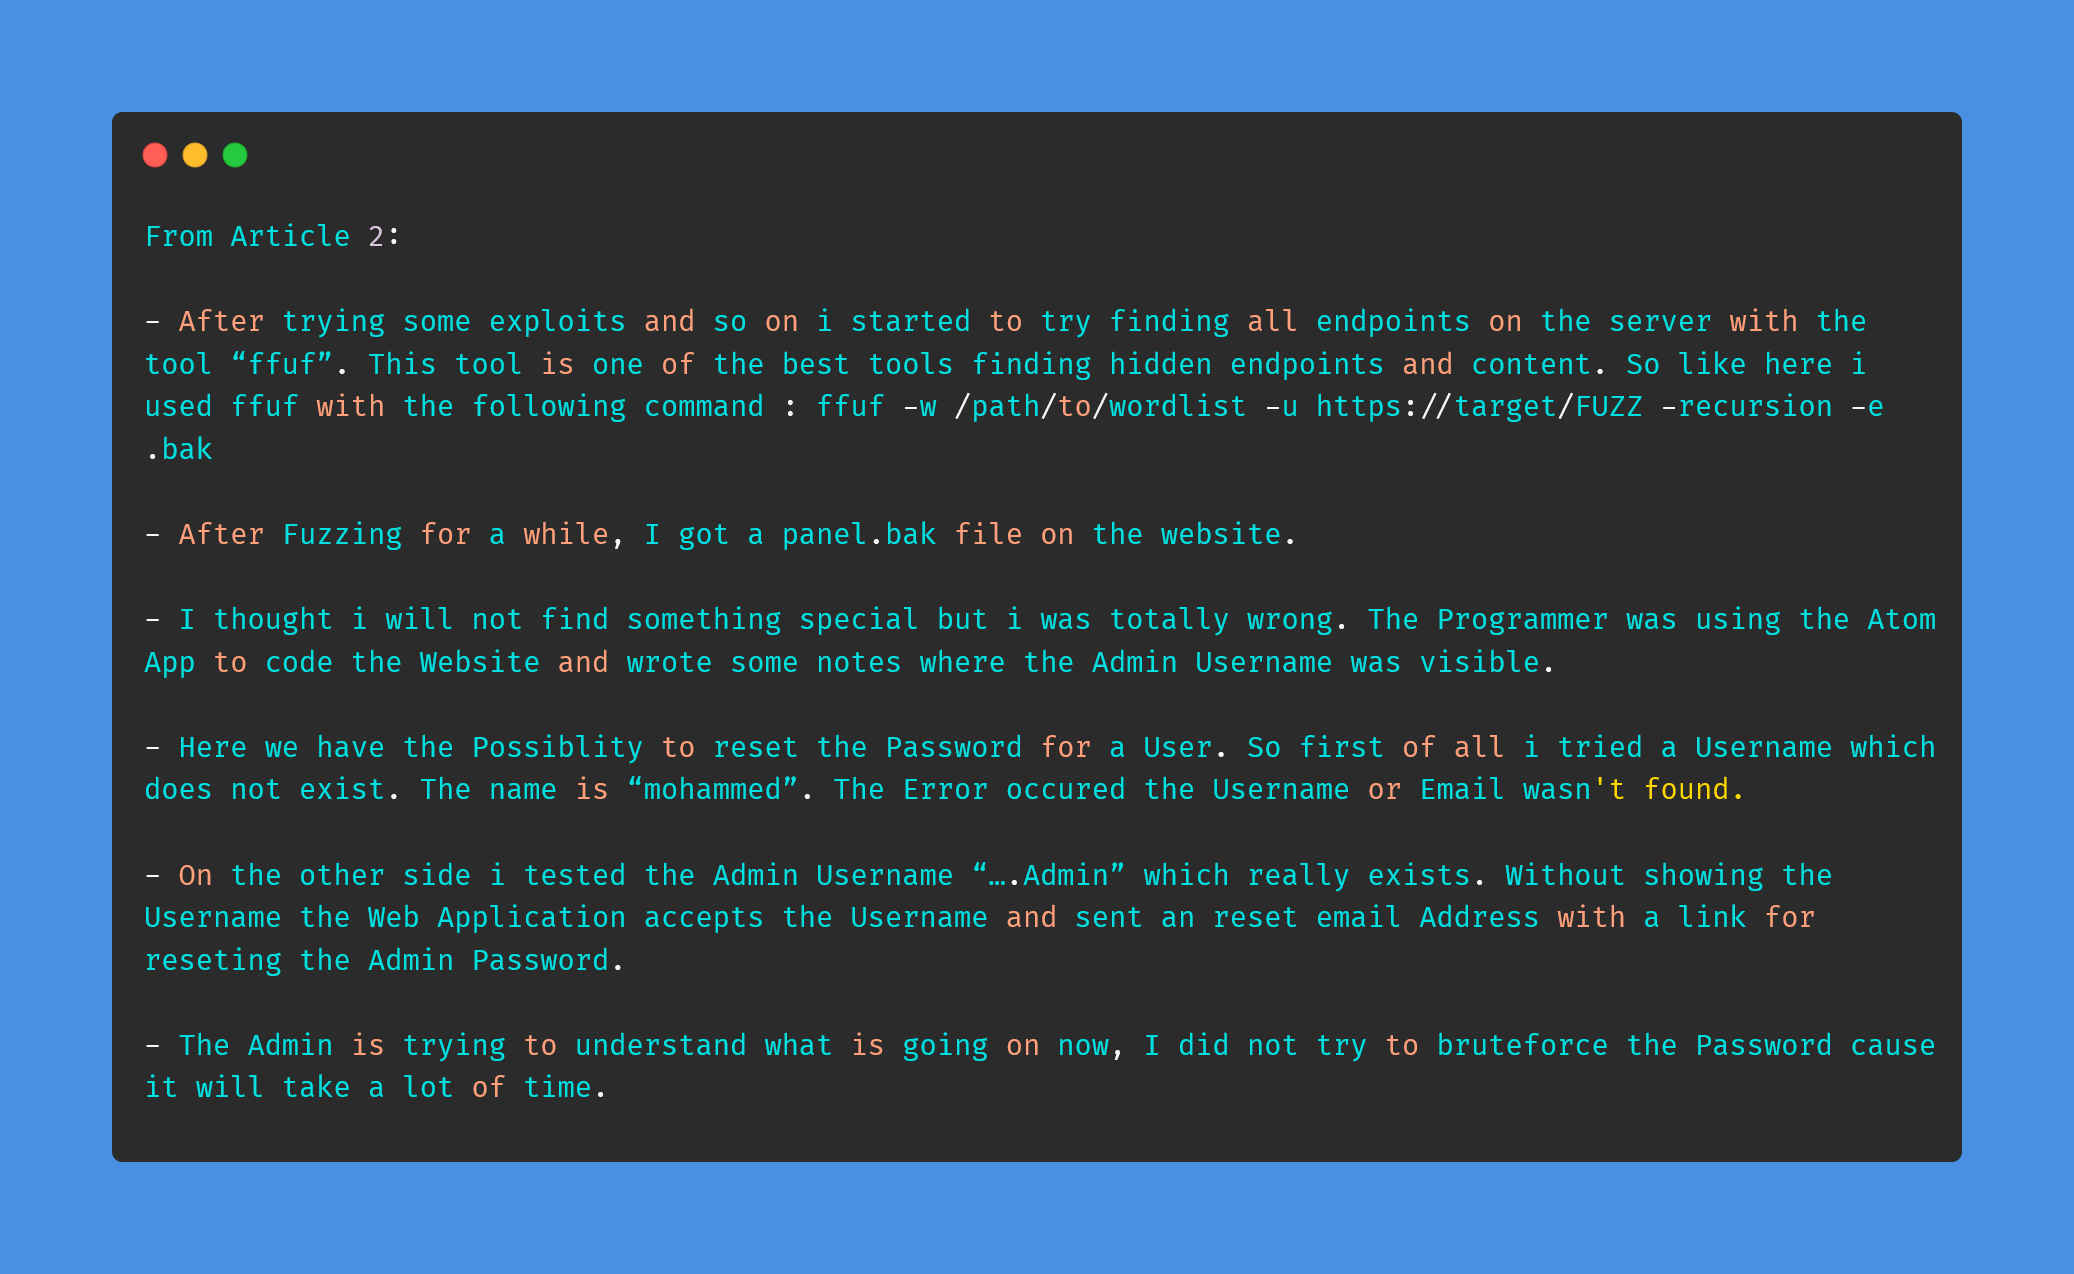 From Article 2:
- After trying some exploits and so on i started to try finding all endpoints on the server with the
tool “ffuf”. This tool is one of the best tools finding hidden endpoints and content. So like here i
used ffuf with the following command : ffuf -w /path/to/wordlist -u https://target/FUZZ -recursion -e
.bak
- After Fuzzing for a while, I got a panel.bak file on the website.
- I thought i will not find something special but i was totally wrong. The Programmer was using the Atom
App to code the Website and wrote some notes where the Admin Username was visible.
- Here we have the Possiblity to reset the Password for a User. So first of all i tried a Username which
does not exist. The name is “mohammed”. The Error occured the Username or Email wasn't found.
- On the other side i tested the Admin Username “….Admin” which really exists. Without showing the
Username the Web Application accepts the Username and sent an reset email Address with a link for
reseting the Admin Password.
- The Admin is trying to understand what is going on now, I did not try to bruteforce the Password cause
it will take a lot of time.